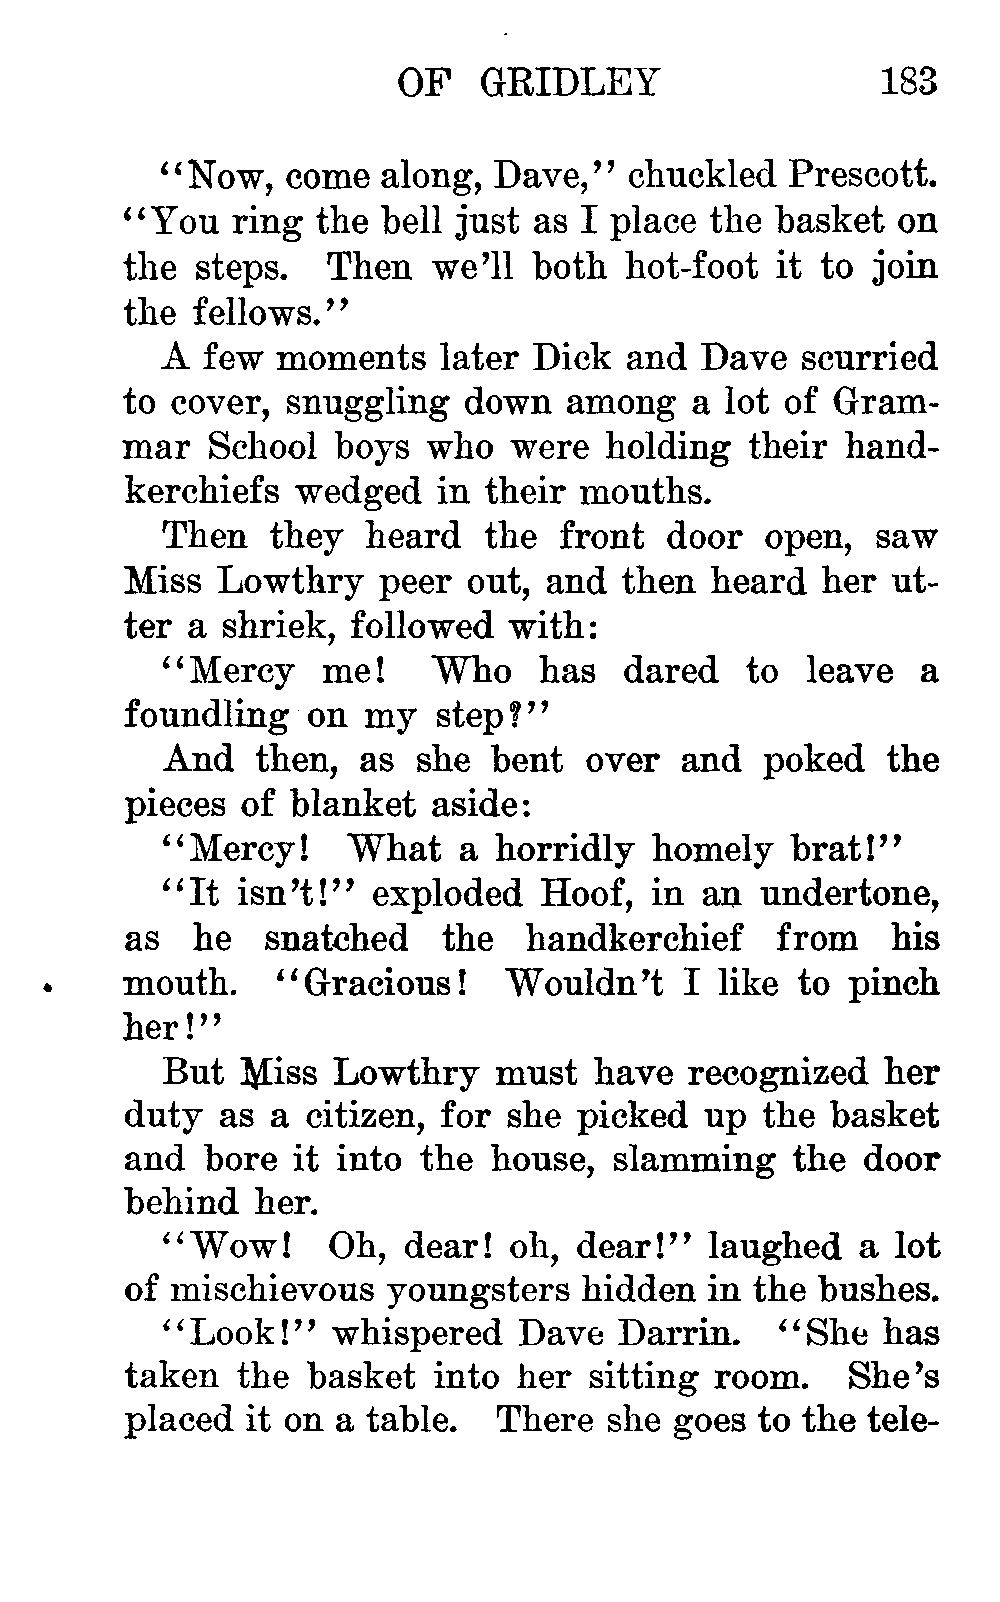 OF GRIDLEY 183
"Now, come along, Dave," chuckled Prescott.
"You ring the bell just as I place the basket on
the steps. Then we'll both hot-foot it to join
the fellows."
A few moments later Dick and Dave scurried
to cover, snuggling down among a lot of Gram-
mar School boys who were holding their hand-
kerchiefs wedged in their mouths.
Then they heard the front door open, saw
Miss Lowthry peer out, and then heard her ut-
ter a shriek, followed with:
"Mercy me! Who has dared to leave a
foundling on my step?"
And then, as she bent over and poked the
pieces of blanket aside:
"Mercy! What a horridly homely brat!"
"It isn't!" exploded Hoof, in an undertone,
as he snatched the handkerchief from his
mouth. "Gracious! Wouldn't I like to pinch
her!"
But Miss Lowthry must have recognized her
duty as a citizen, for she picked up the basket
and bore it into the house, slamming the door
behind her.
"Wow! Oh, dear! oh, dear!" laughed a lot
of mischievous youngsters hidden in the bushes.
"Look!" whispered Dave Darrin. "She has
taken the basket into her sitting room. She's
placed it on a table. There she goes to the tele-